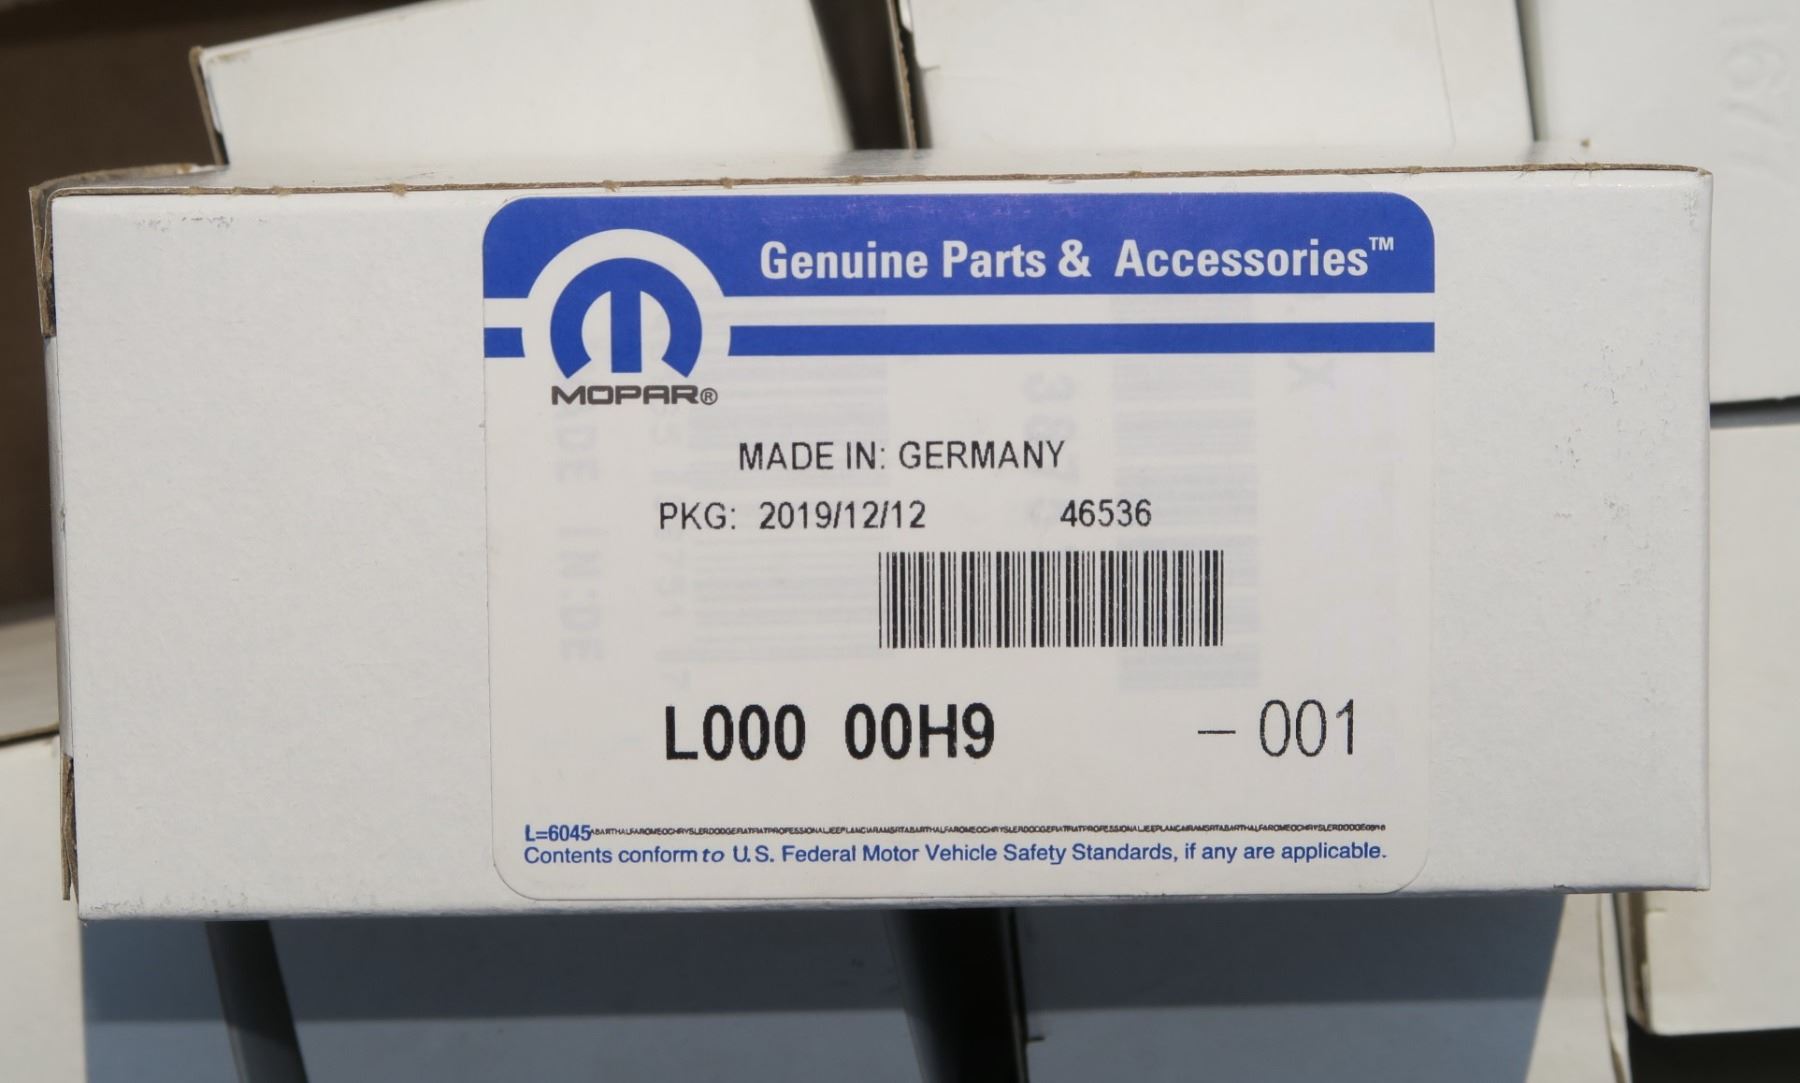 Genuine Parts & Accessories™
MOPAR®
MADE IN: GERMANY
PKG: 2019/12/12 46536
L000 00H9 – 001
L=6045
Contents conform to U.S. Federal Motor Vehicle Safety Standards, if any are applicable.